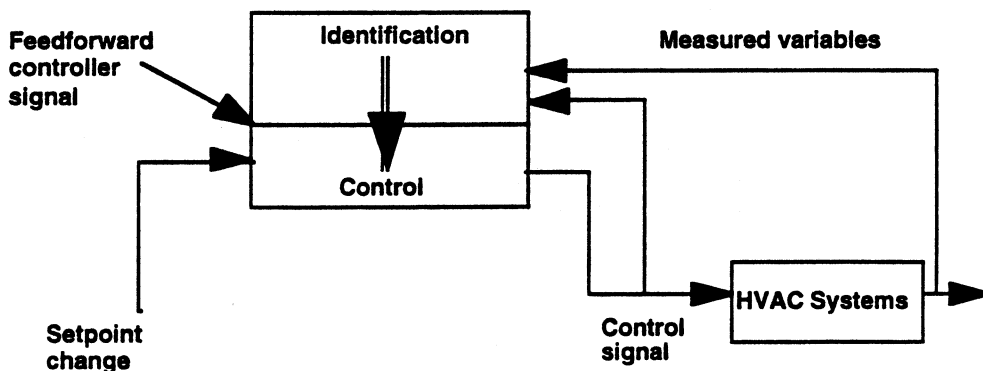 Feedforward
controller
signal
Identification
Measured variables
Control
HVAC Systems
Control
signal
Setpoint
change